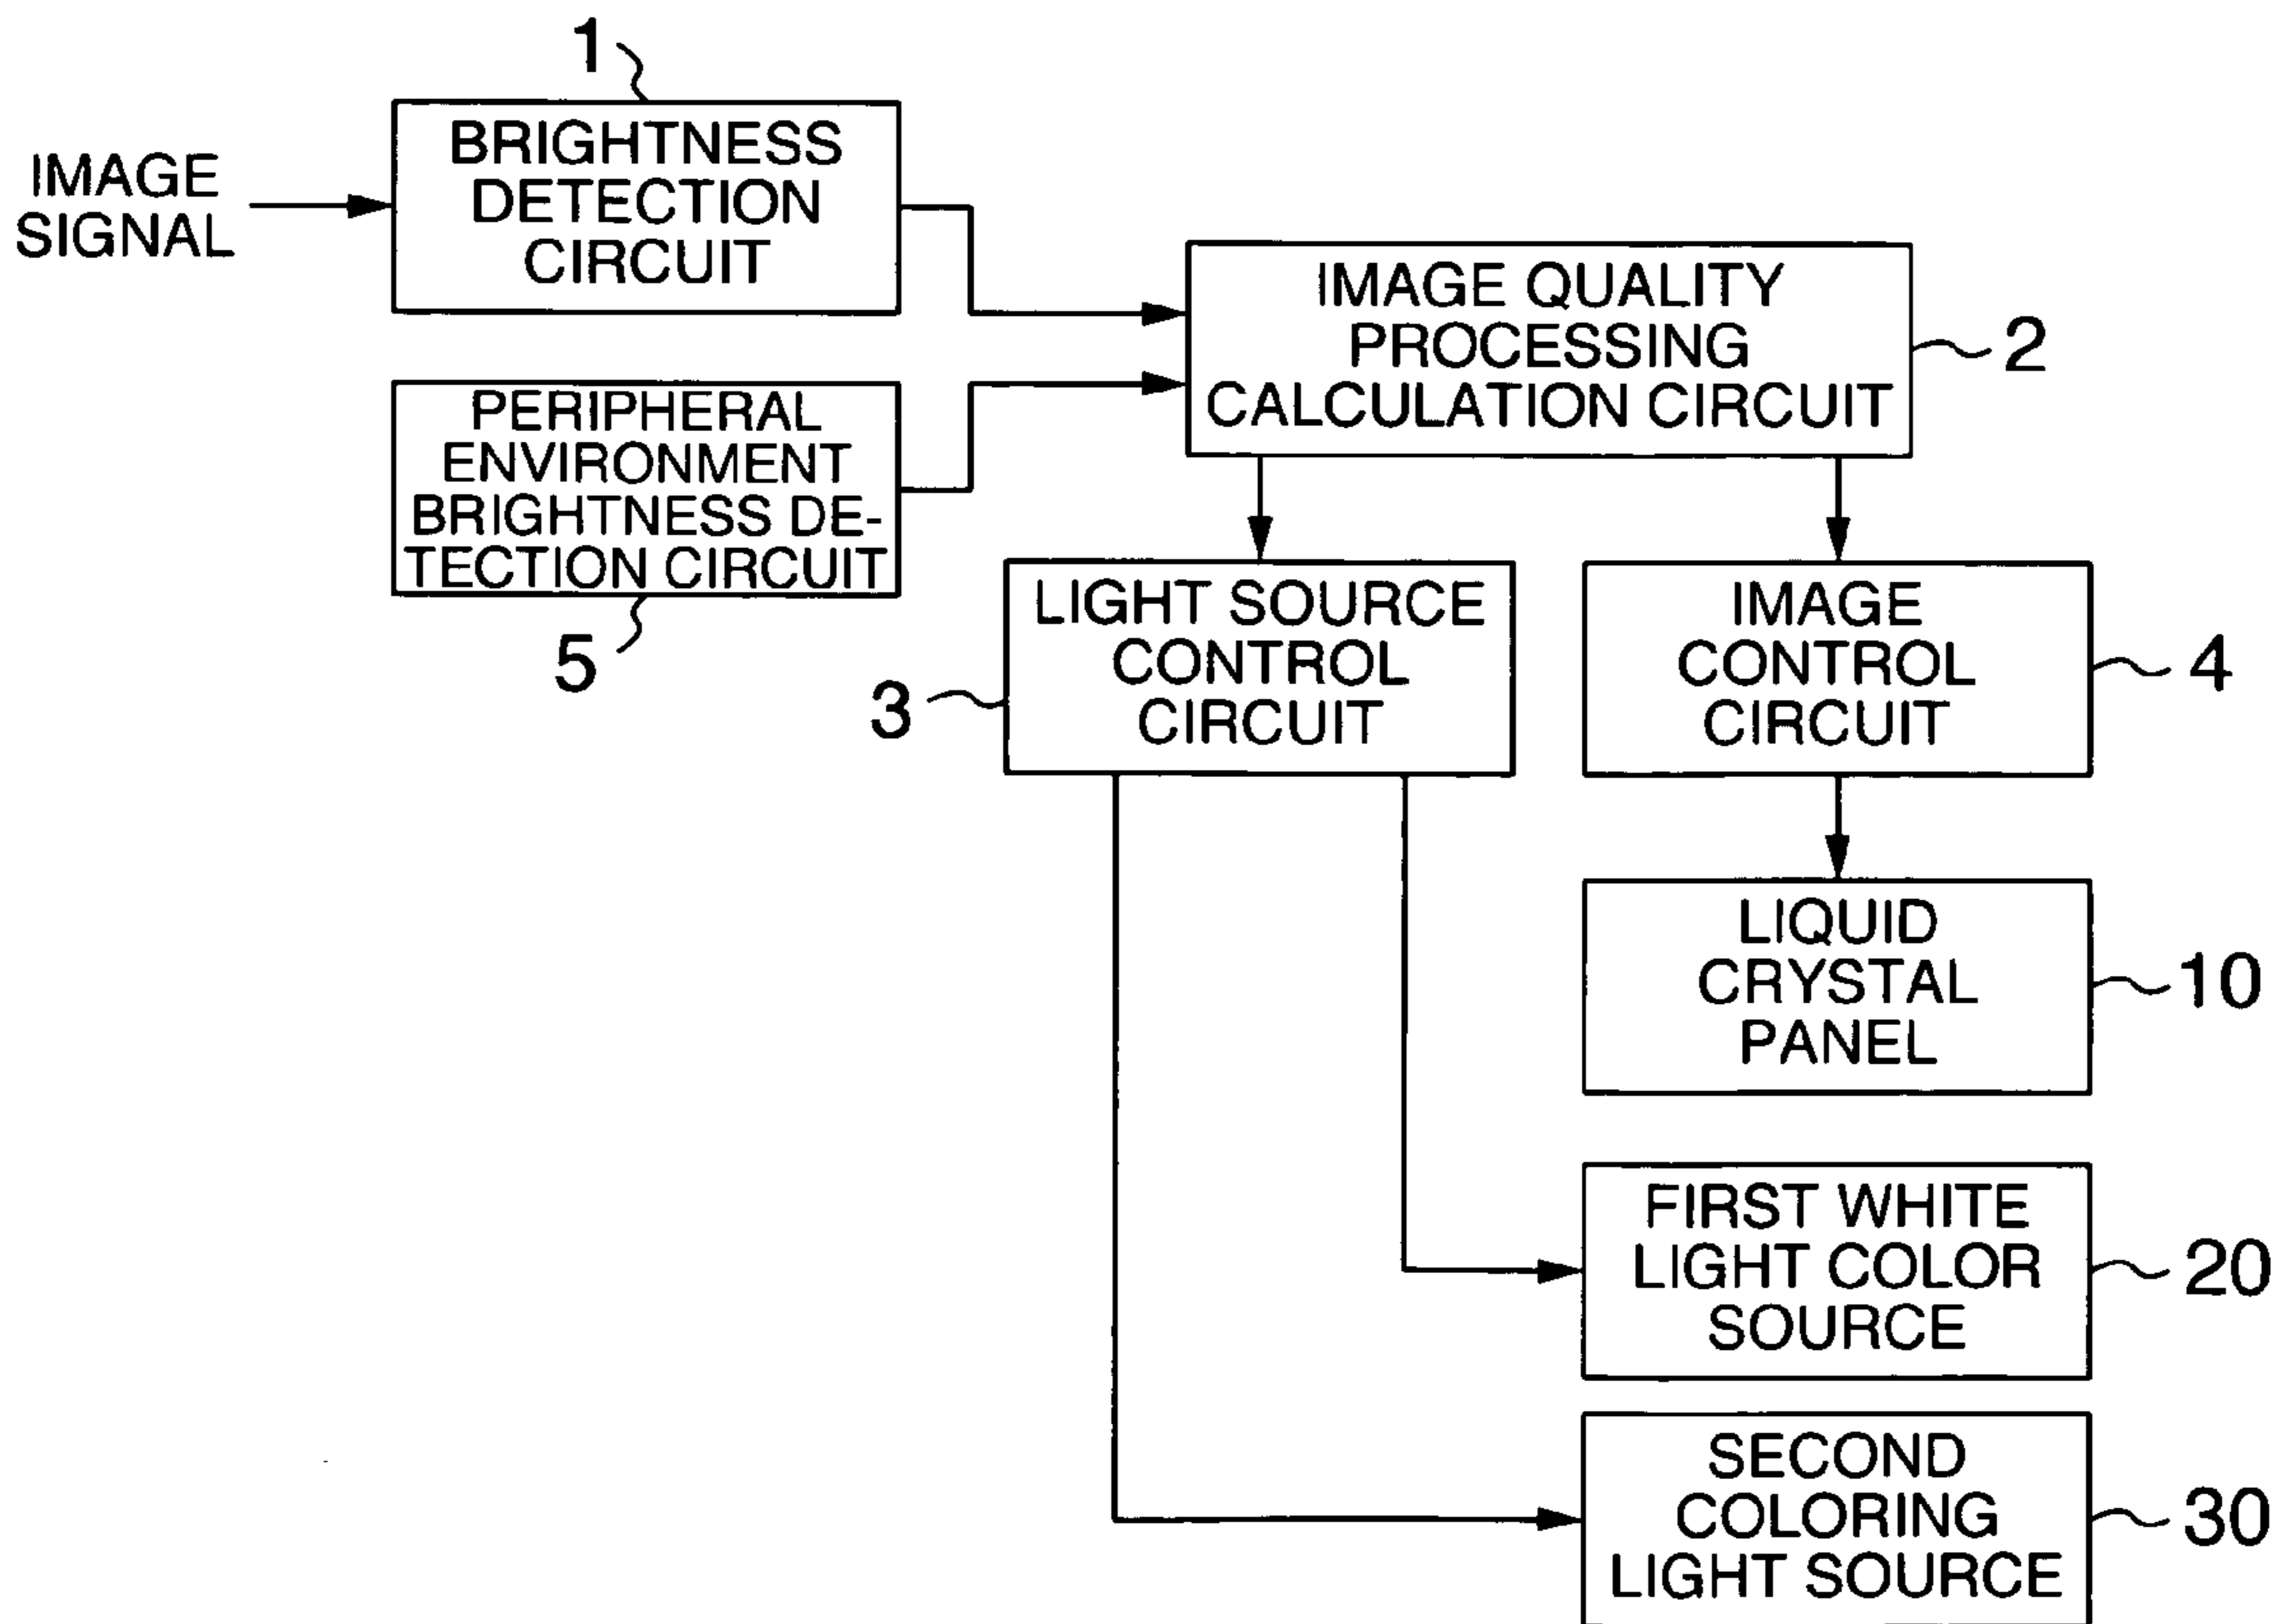 1
BRIGHTNESS
DETECTION
CIRCUIT
IMAGE
SIGNAL
IMAGE QUALITY
PROCESSING
CALCULATION CIRCUIT
2
PERIPHERAL
ENVIRONMENT
BRIGHTNESS DE-
TECTION CIRCUIT
5
LIGHT SOURCE
CONTROL
CIRCUIT
3
IMAGE
CONTROL
CIRCUIT
4
LIQUID
CRYSTAL
PANEL
10
FIRST WHITE
LIGHT COLOR
SOURCE
20
SECOND
COLORING
LIGHT SOURCE
30